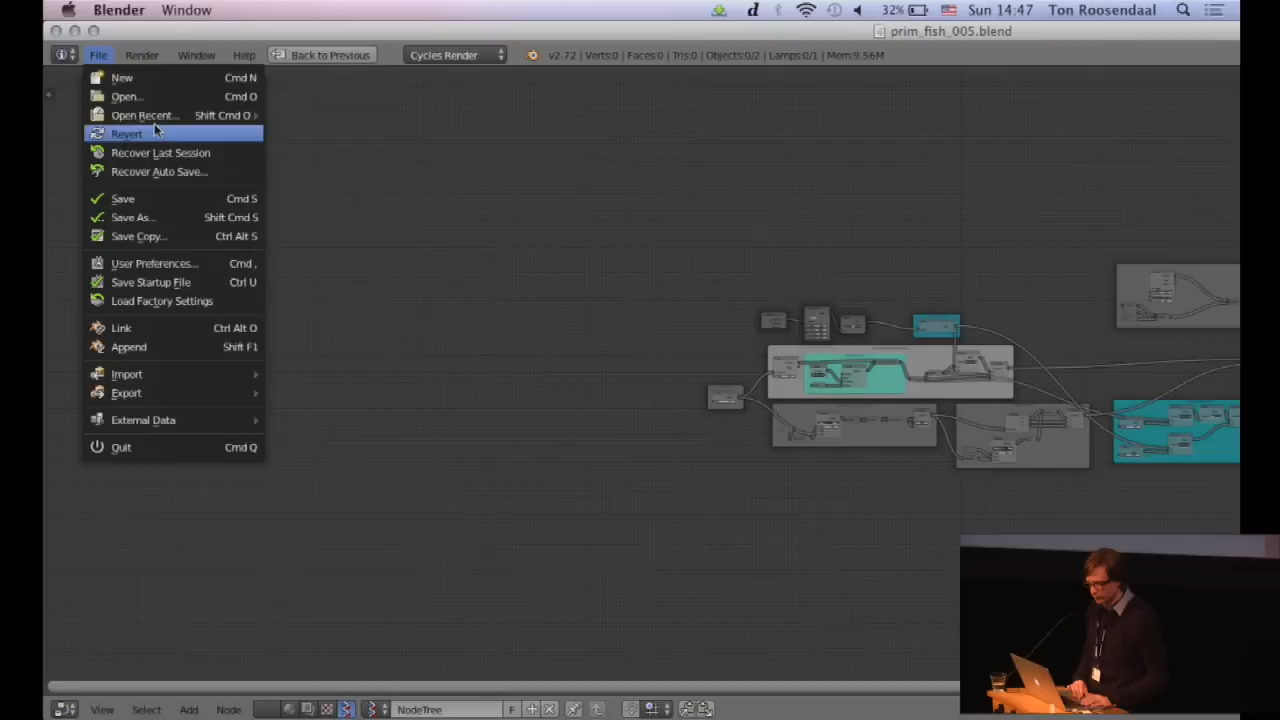 Blender Window d 32% Sun 14:47 Ton Roosendaal
prim_fish_005.blend
File Render Window Help Back to Previous Cycles Render v2.72 | Verts:0 | Faces:0 | Tris:0 | Objects:0/2 | Lamps:0/1 | Mem:9.56M
New Cmd N
Open... Cmd O
Open Recent... Shift Cmd O
Revert
Recover Last Session
Recover Auto Save...
Save Cmd S
Save As... Shift Cmd S
Save Copy... Ctrl Alt S
User Preferences... Cmd ,
Save Startup File Ctrl U
Load Factory Settings
Link Ctrl Alt O
Append Shift F1
Import
Export
External Data
Quit Cmd Q
View Select Add Node NodeTree F